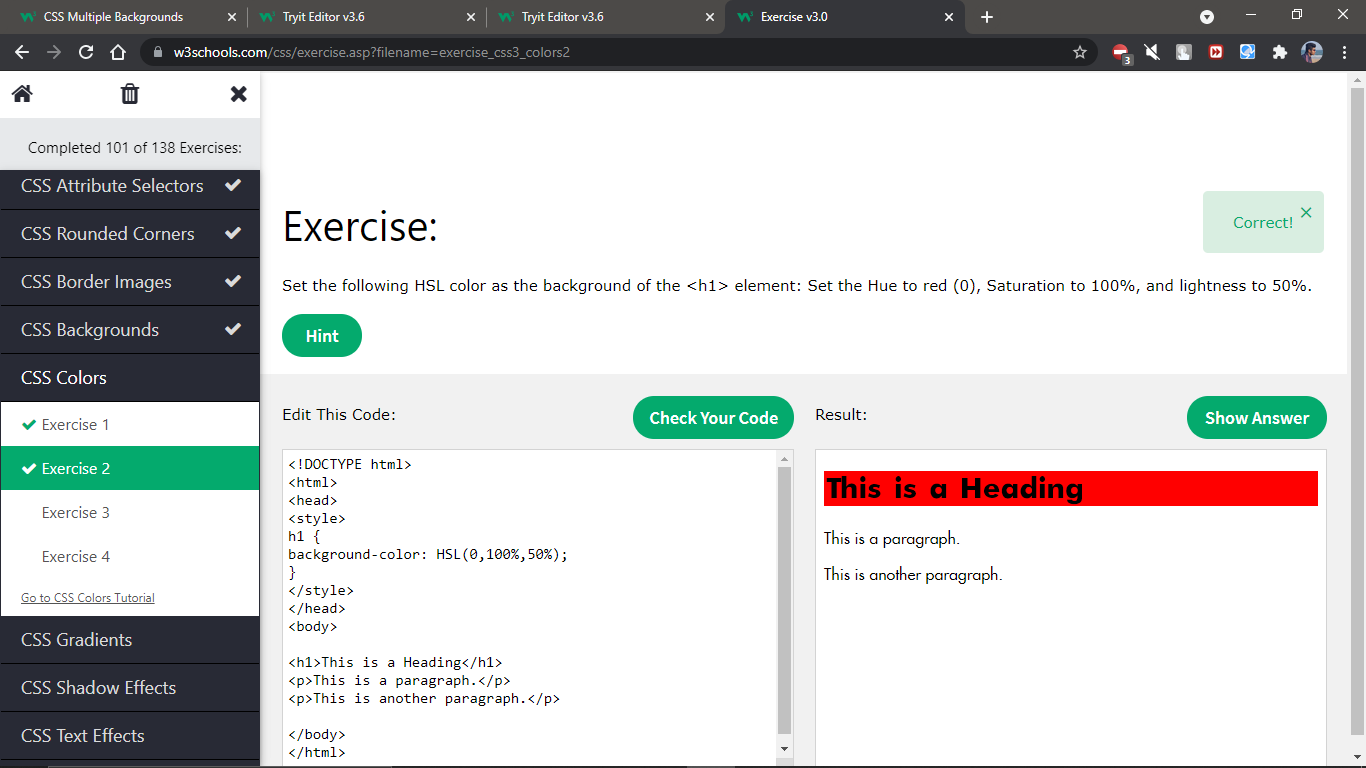 CSS Multiple Backgrounds
Tryit Editor v3.6
Tryit Editor v3.6
Exercise v3.0
w3schools.com/css/exercise.asp?filename=exercise_css3_colors2
3
Completed 101 of 138 Exercises:
CSS Attribute Selectors
CSS Rounded Corners
CSS Border Images
CSS Backgrounds
CSS Colors
Exercise 1
Exercise 2
Exercise 3
Exercise 4
Go to CSS Colors Tutorial
CSS Gradients
CSS Shadow Effects
CSS Text Effects
Exercise:
Correct!
Set the following HSL color as the background of the <h1> element: Set the Hue to red (0), Saturation to 100%, and lightness to 50%.
Hint
Edit This Code:
Check Your Code
<!DOCTYPE html>
<html>
<head>
<style>
h1 {
background-color: HSL(0,100%,50%);
}
</style>
</head>
<body>
<h1>This is a Heading</h1>
<p>This is a paragraph.</p>
<p>This is another paragraph.</p>
</body>
</html>
Result:
Show Answer
This is a Heading
This is a paragraph.
This is another paragraph.